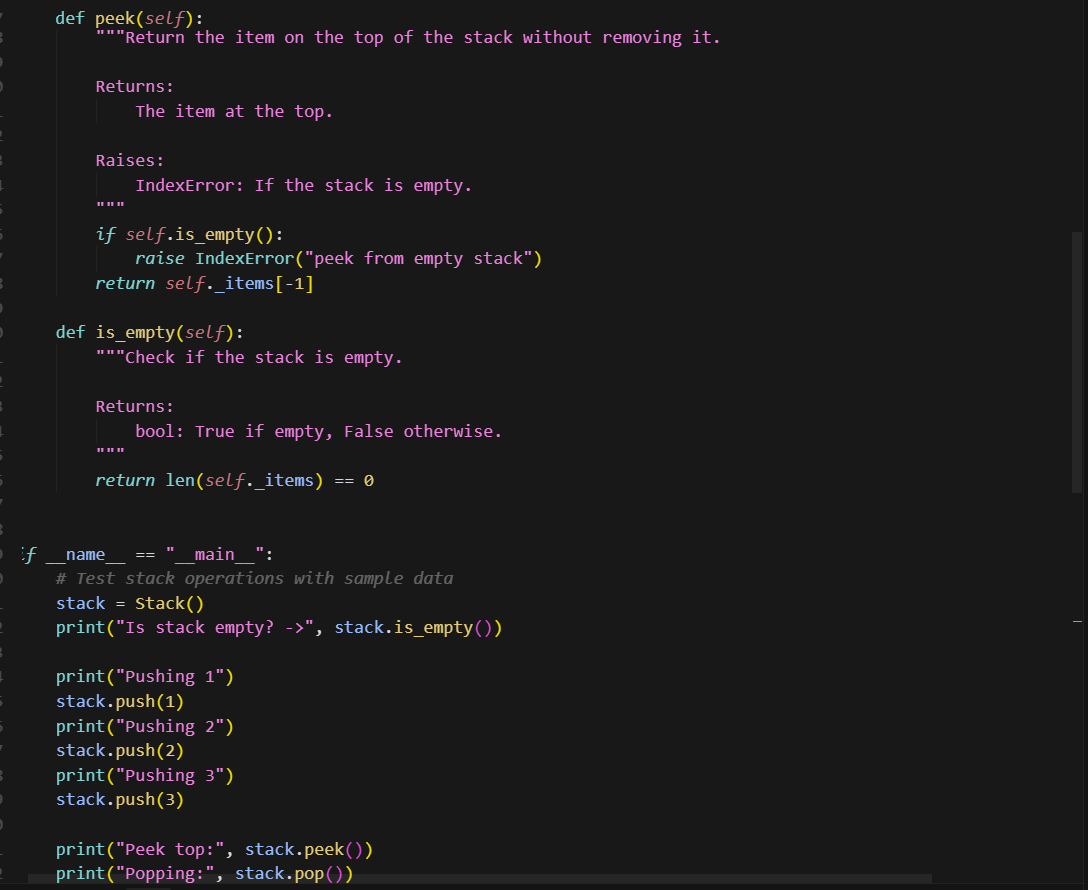 def peek(self):
        """Return the item on the top of the stack without removing it.

        Returns:
            The item at the top.

        Raises:
            IndexError: If the stack is empty.
        """
        if self.is_empty():
            raise IndexError("peek from empty stack")
        return self._items[-1]

    def is_empty(self):
        """Check if the stack is empty.

        Returns:
            bool: True if empty, False otherwise.
        """
        return len(self._items) == 0


if __name__ == "__main__":
    # Test stack operations with sample data
    stack = Stack()
    print("Is stack empty? ->", stack.is_empty())

    print("Pushing 1")
    stack.push(1)
    print("Pushing 2")
    stack.push(2)
    print("Pushing 3")
    stack.push(3)

    print("Peek top:", stack.peek())
    print("Popping:", stack.pop())